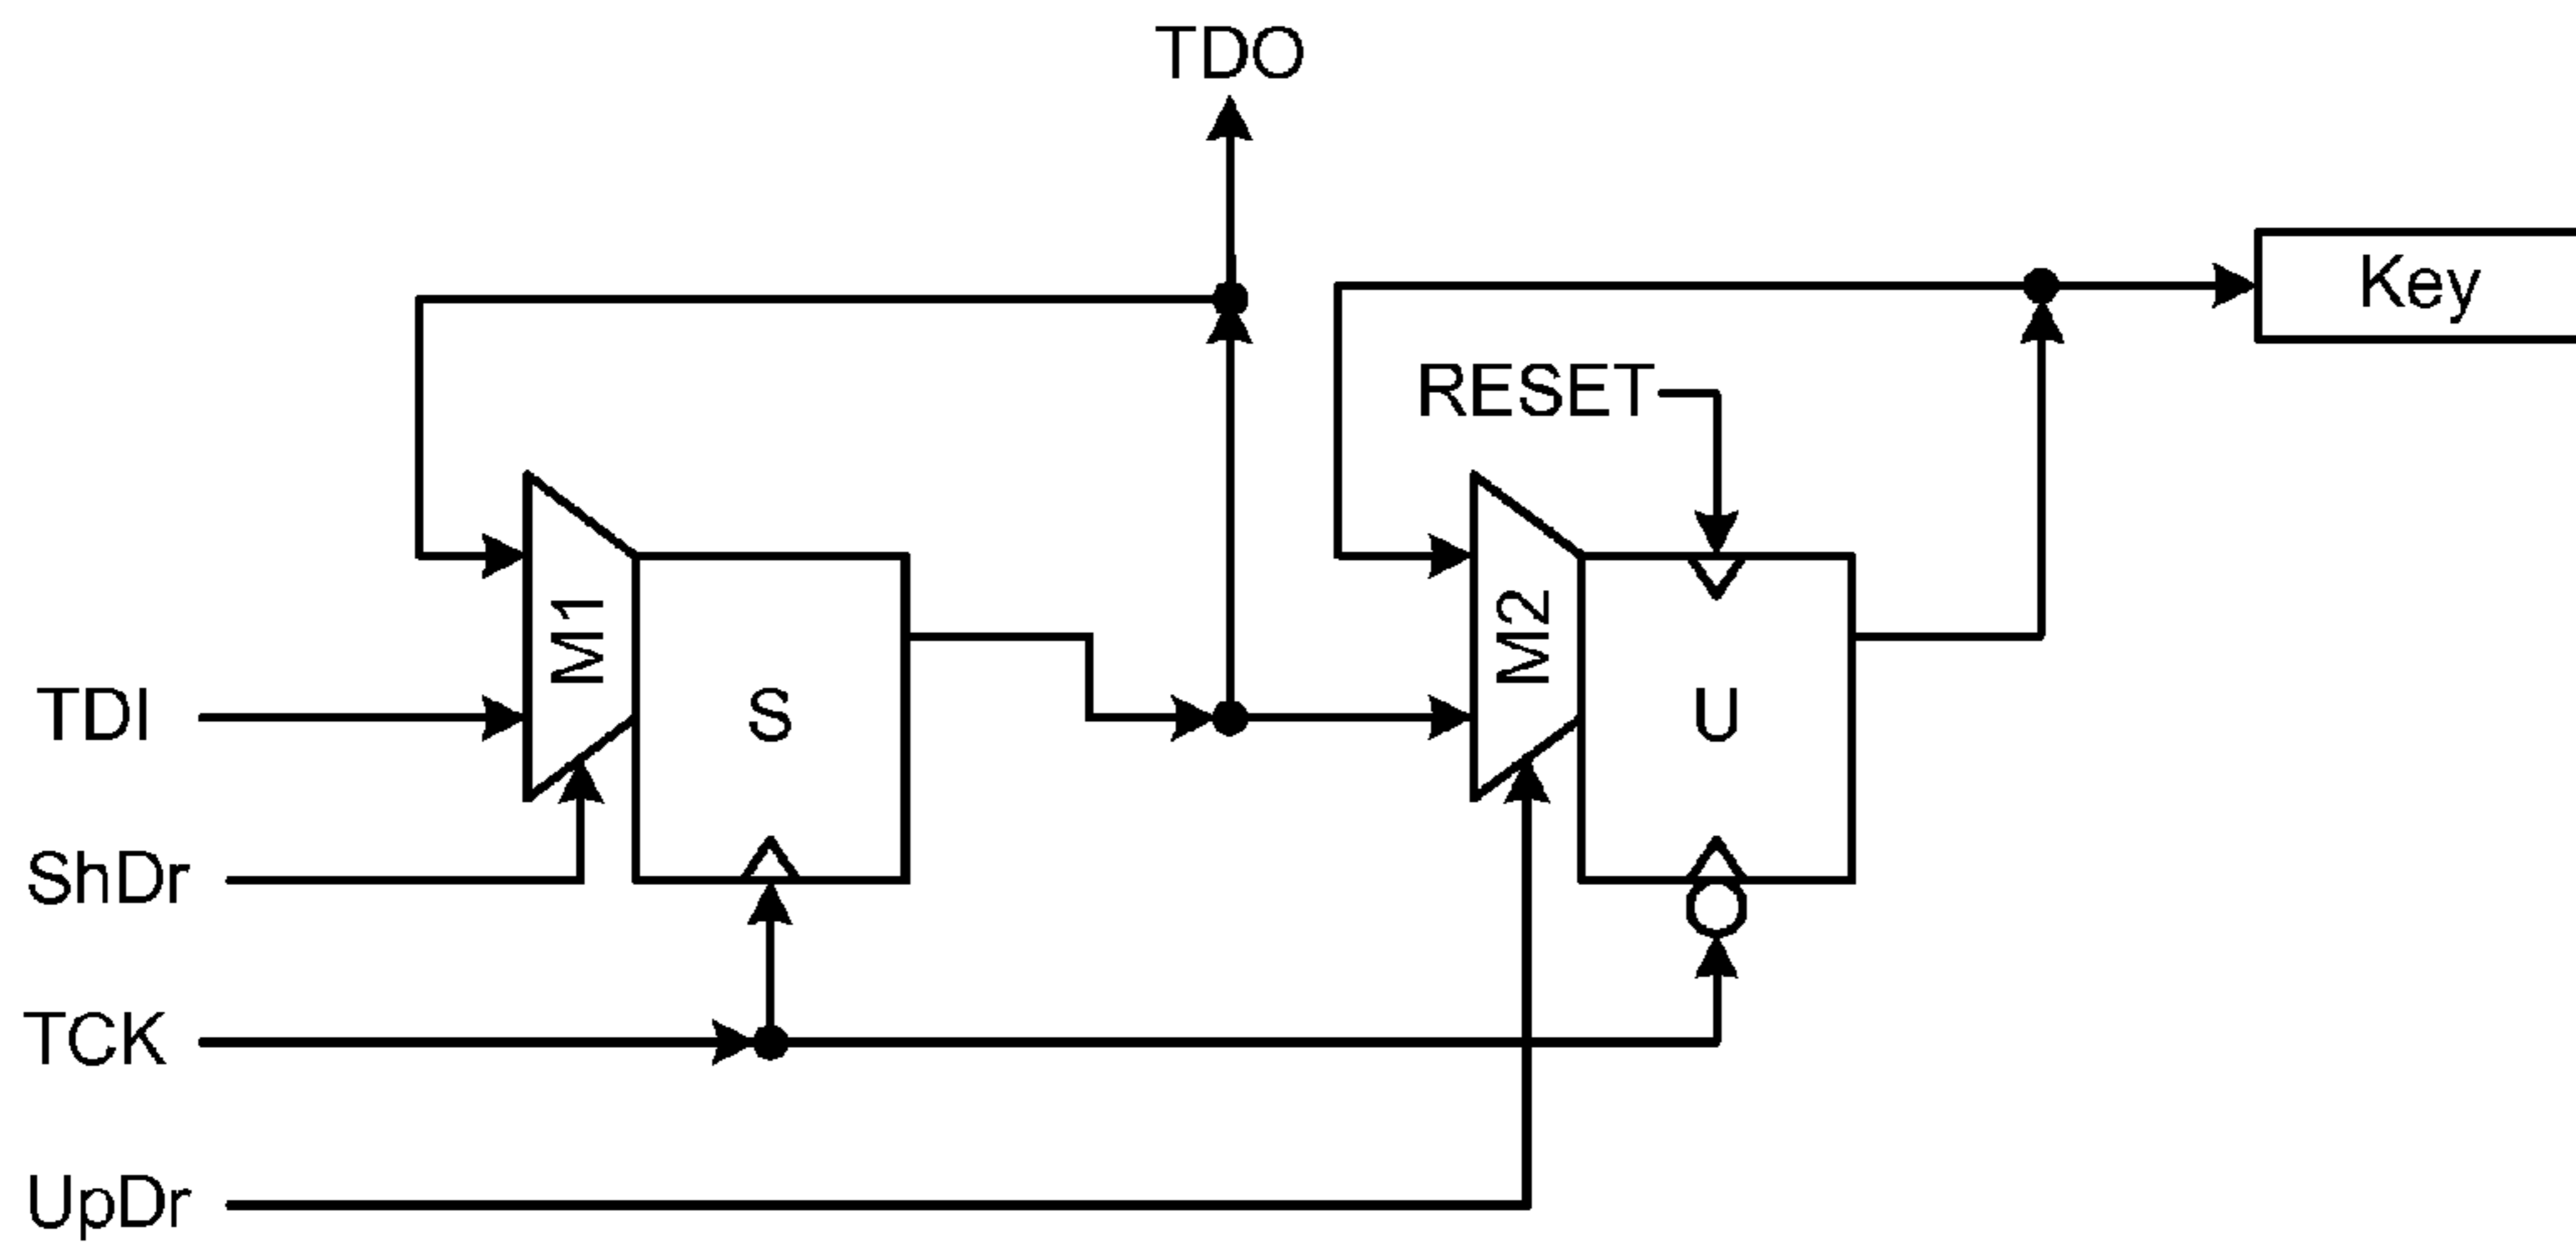 TDO
Key
RESET
M1
M2
TDI
S
U
ShDr
TCK
UpDr